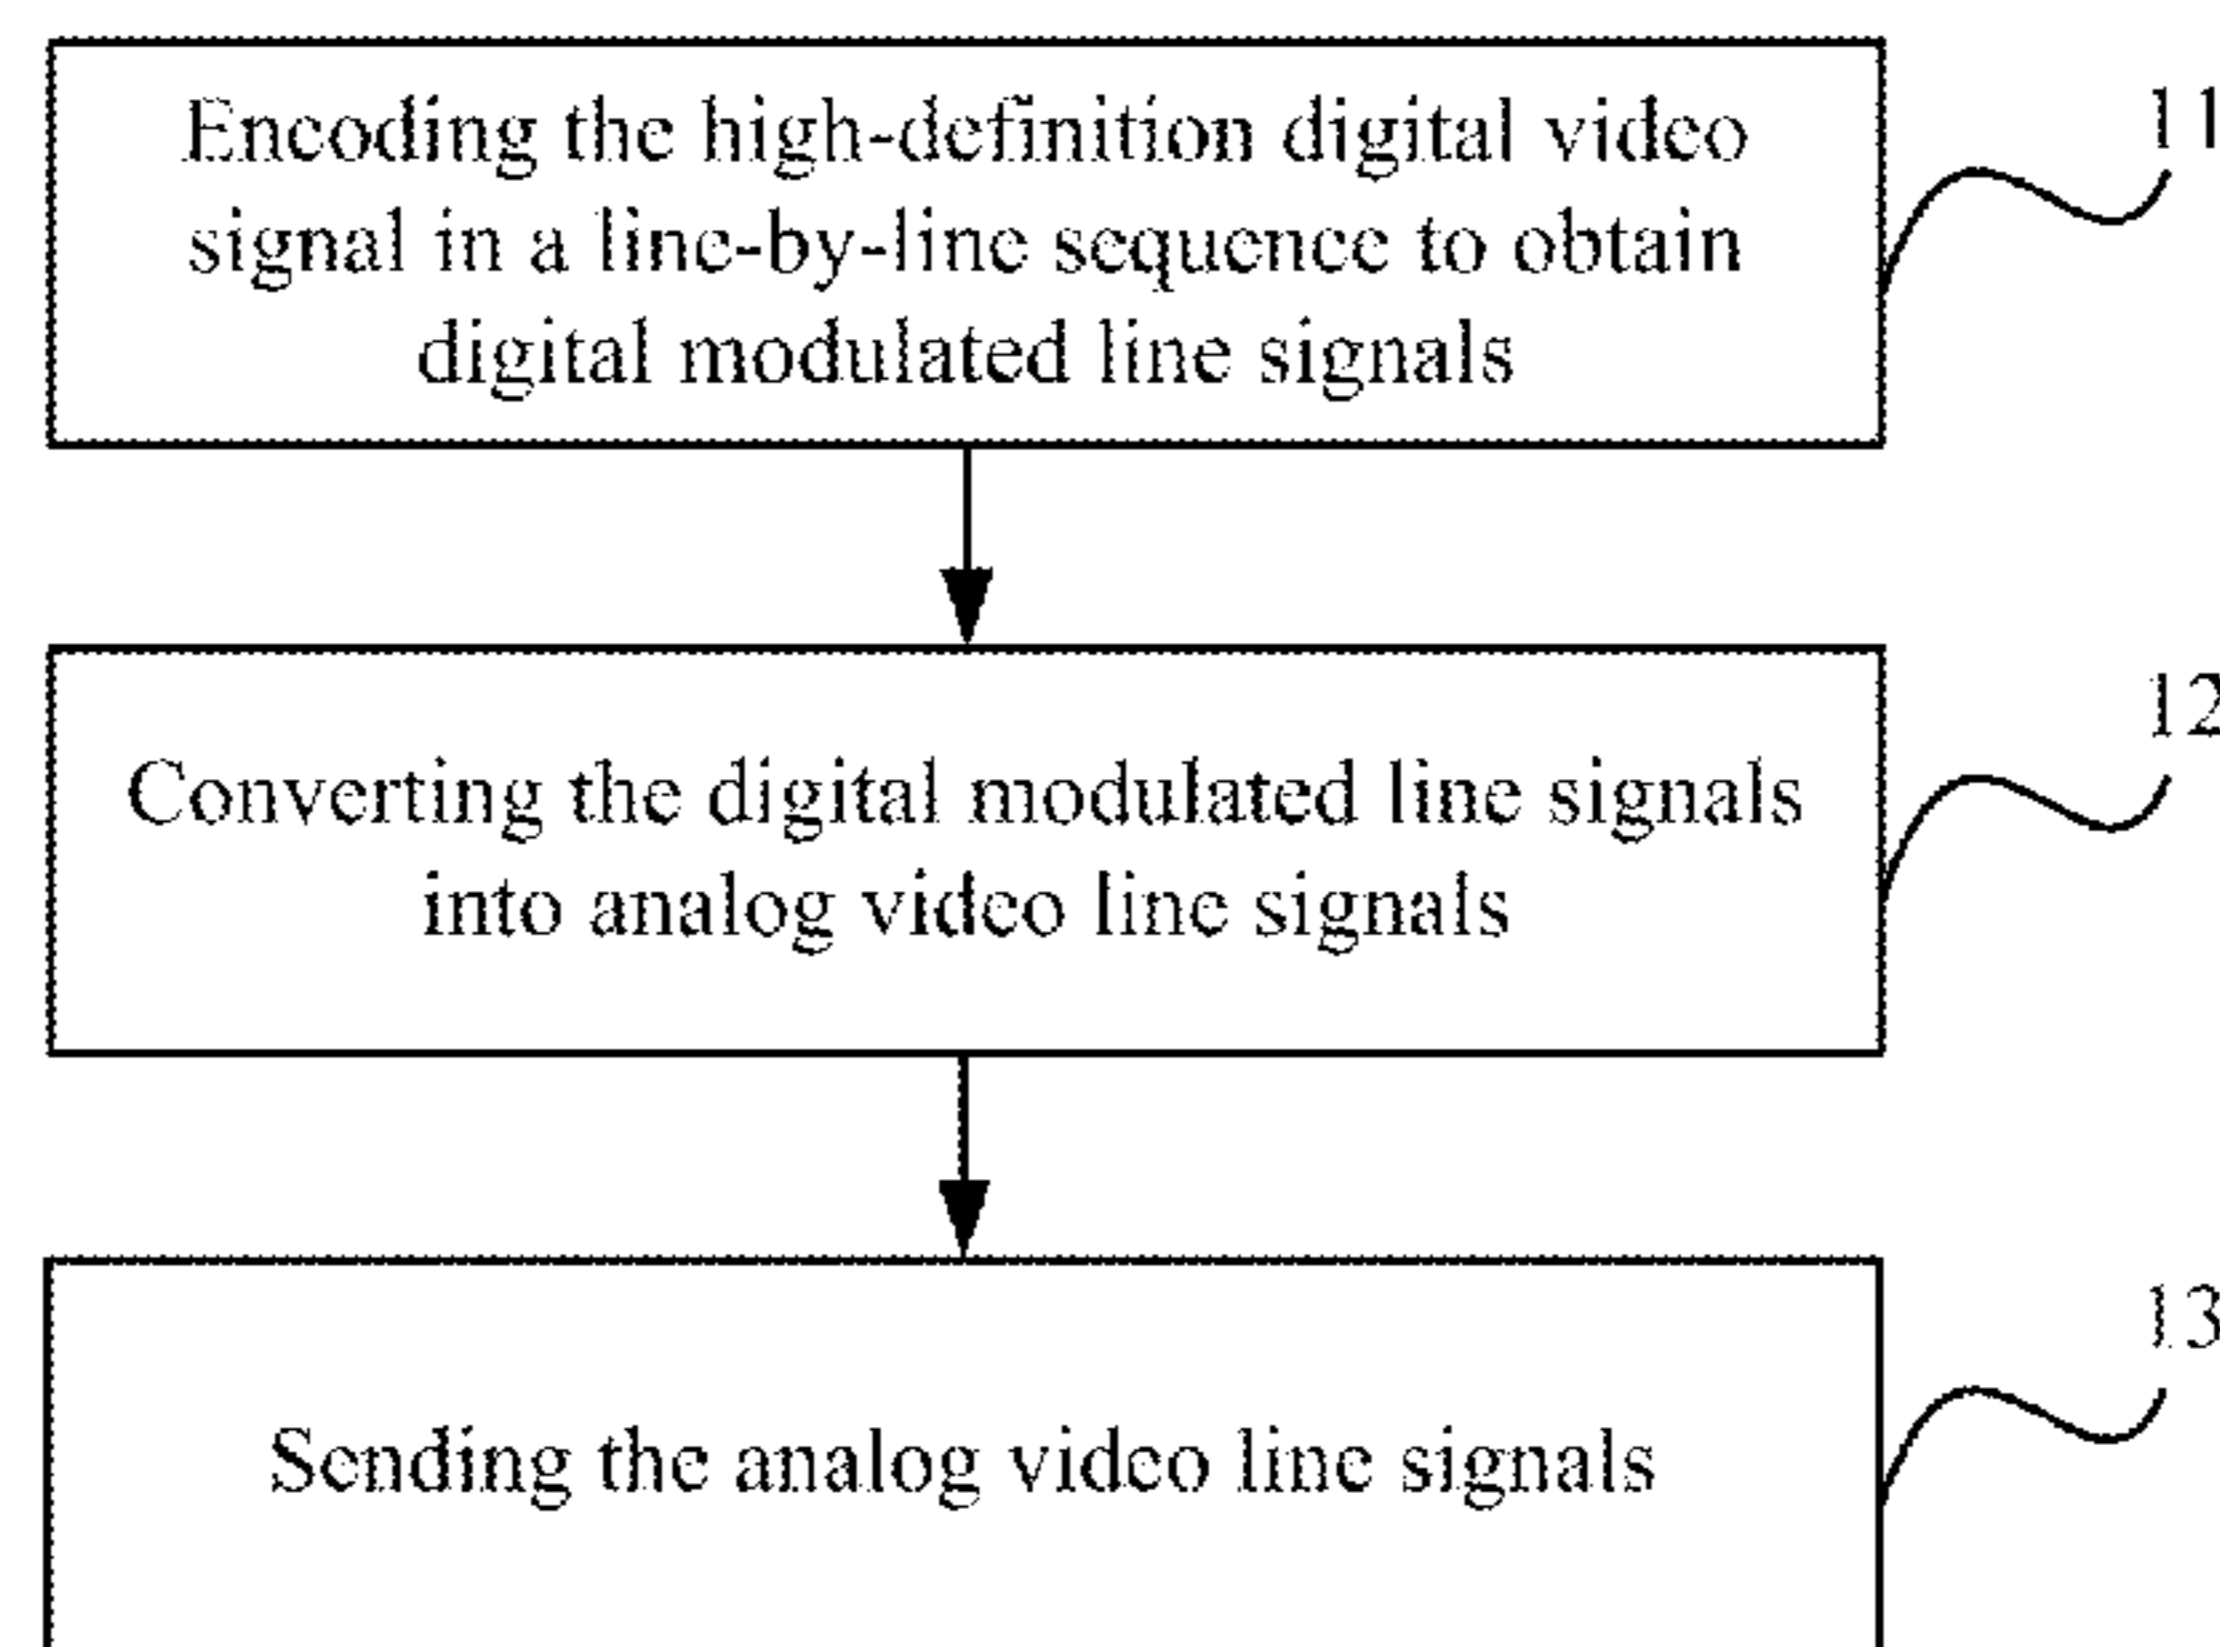 Encoding the high-definition digital video
signal in a line-by-line sequence to obtain
digital modulated line signals
11
Converting the digital modulated line signals
into analog video line signals
12
Sending the analog video line signals
13